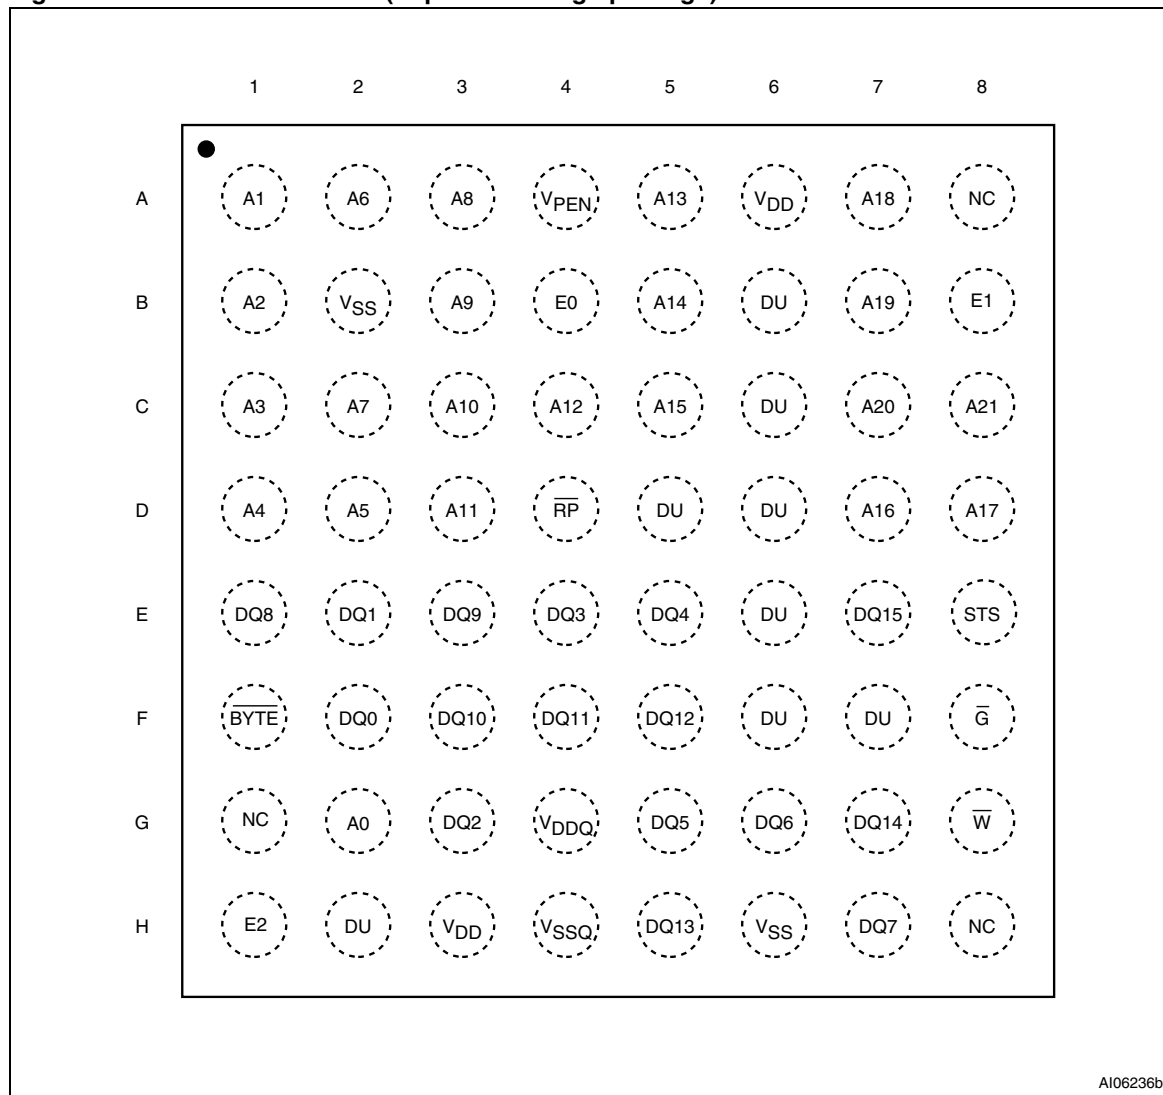 1 2 3 4 5 6 7 8
A A1 A6 A8 VPEN A13 VDD A18 NC
B A2 VSS A9 E0 A14 DU A19 E1
C A3 A7 A10 A12 A15 DU A20 A21
D A4 A5 A11 R̅P̅ DU DU A16 A17
E DQ8 DQ1 DQ9 DQ3 DQ4 DU DQ15 STS
F B̅Y̅T̅E̅ DQ0 DQ10 DQ11 DQ12 DU DU G̅
G NC A0 DQ2 VDDQ DQ5 DQ6 DQ14 W̅
H E2 DU VDD VSSQ DQ13 VSS DQ7 NC
AI06236b